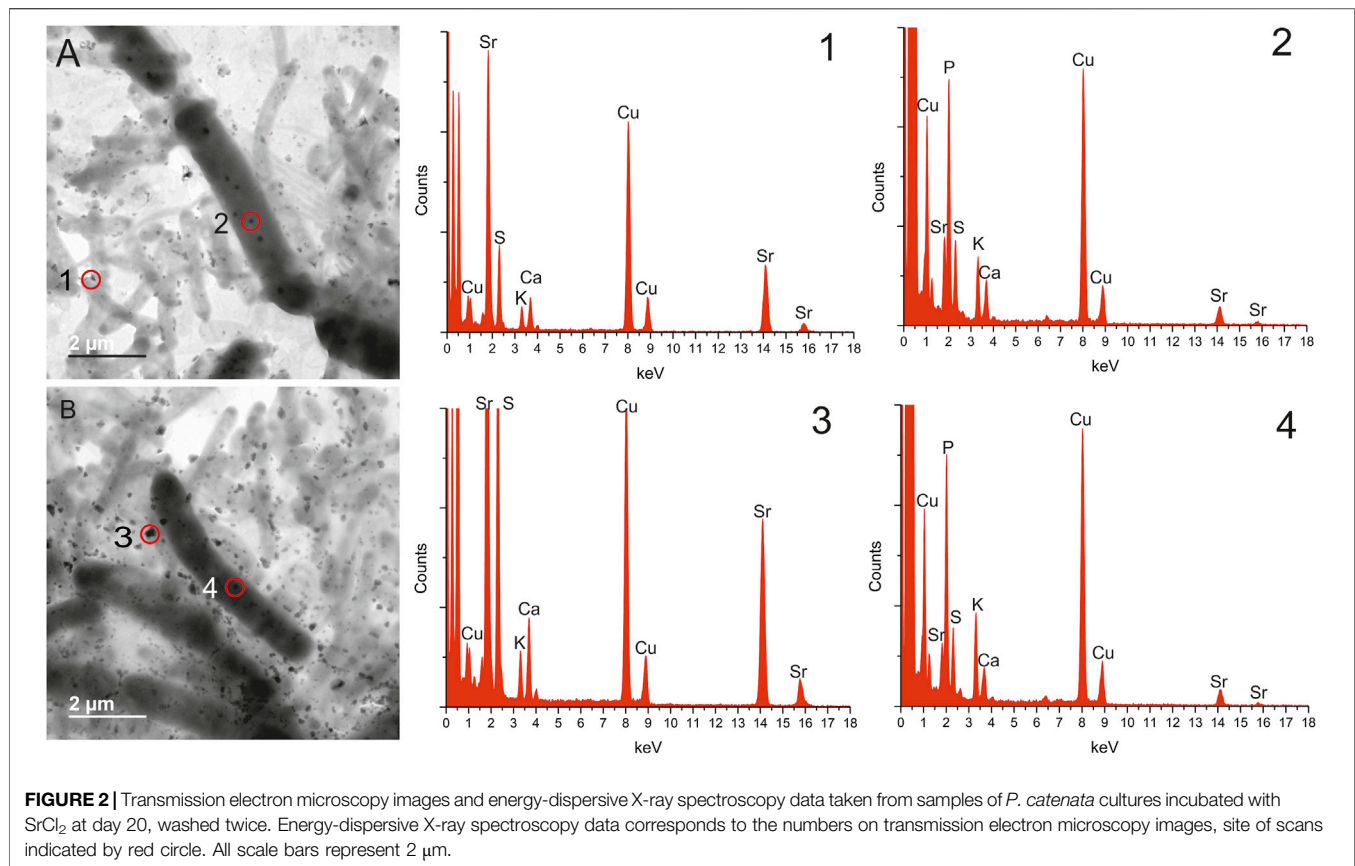 A
1
2
2 µm
B
3
4
2 µm
1
Counts
Sr
S
Cu
K
Ca
Cu
Cu
Sr
Sr
0 1 2 3 4 5 6 7 8 9 10 11 12 13 14 15 16 17 18
keV
2
Counts
Cu
P
Sr
S
K
Ca
Cu
Cu
Sr
Sr
0 1 2 3 4 5 6 7 8 9 10 11 12 13 14 15 16 17 18
keV
3
Counts
Sr
S
Cu
K
Ca
Cu
Cu
Sr
Sr
0 1 2 3 4 5 6 7 8 9 10 11 12 13 14 15 16 17 18
keV
4
Counts
Cu
P
Sr
S
K
Ca
Cu
Cu
Sr
Sr
0 1 2 3 4 5 6 7 8 9 10 11 12 13 14 15 16 17 18
keV
FIGURE 2 | Transmission electron microscopy images and energy-dispersive X-ray spectroscopy data taken from samples of P. catenata cultures incubated with
SrCl₂ at day 20, washed twice. Energy-dispersive X-ray spectroscopy data corresponds to the numbers on transmission electron microscopy images, site of scans
indicated by red circle. All scale bars represent 2 μm.